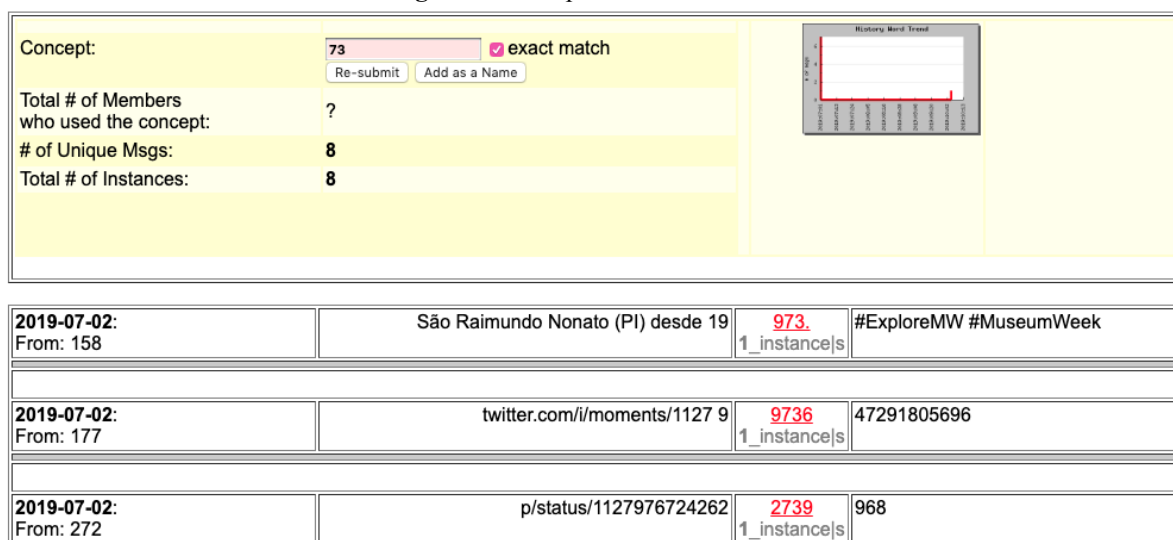 Concept:
73
exact match
Re-submit
Add as a Name
Total # of Members
who used the concept:
?
# of Unique Msgs:
8
Total # of Instances:
8
History Word Trend
2019-07-02:
From: 158
São Raimundo Nonato (PI) desde 19
973.
1_instance|s
#ExploreMW #MuseumWeek
2019-07-02:
From: 177
twitter.com/i/moments/1127 9
9736
1_instance|s
47291805696
2019-07-02:
From: 272
p/status/1127976724262
2739
1_instance|s
968